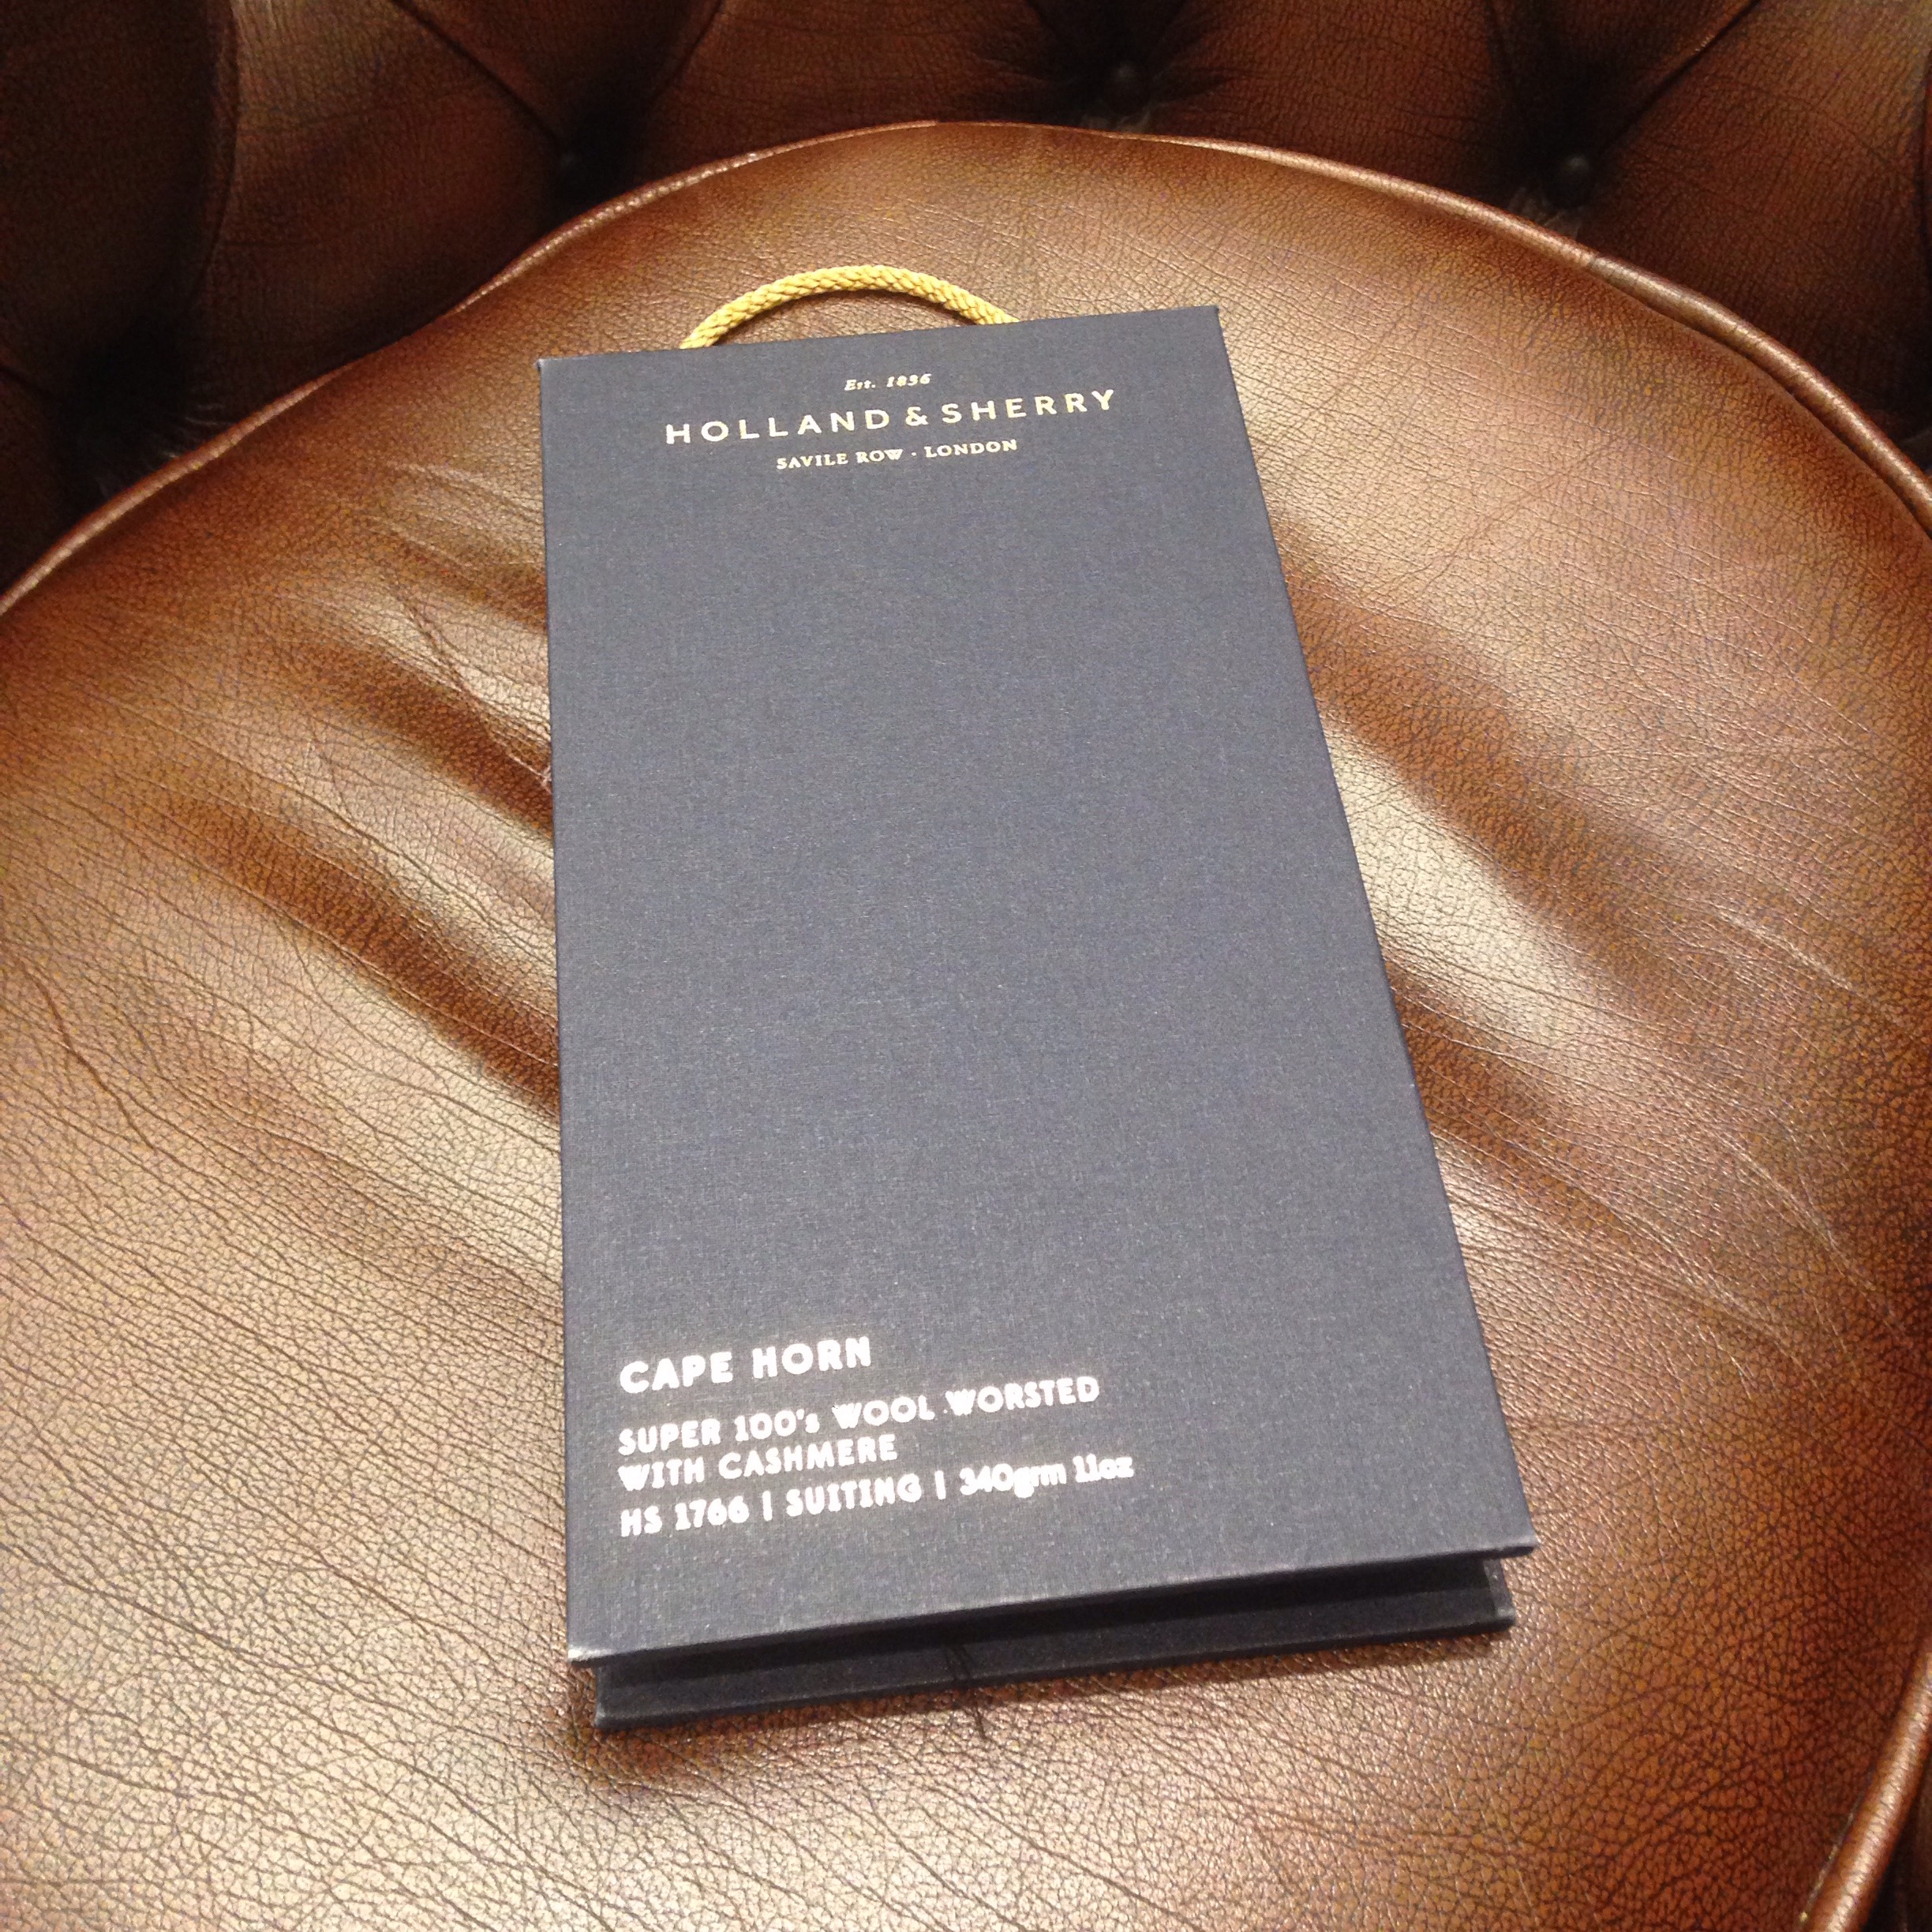 Est. 1836
HOLLAND & SHERRY
SAVILE ROW · LONDON
CAPE HORN
SUPER 100's WOOL WORSTED
WITH CASHMERE
HS 1766 | SUITING | 340grm 11oz